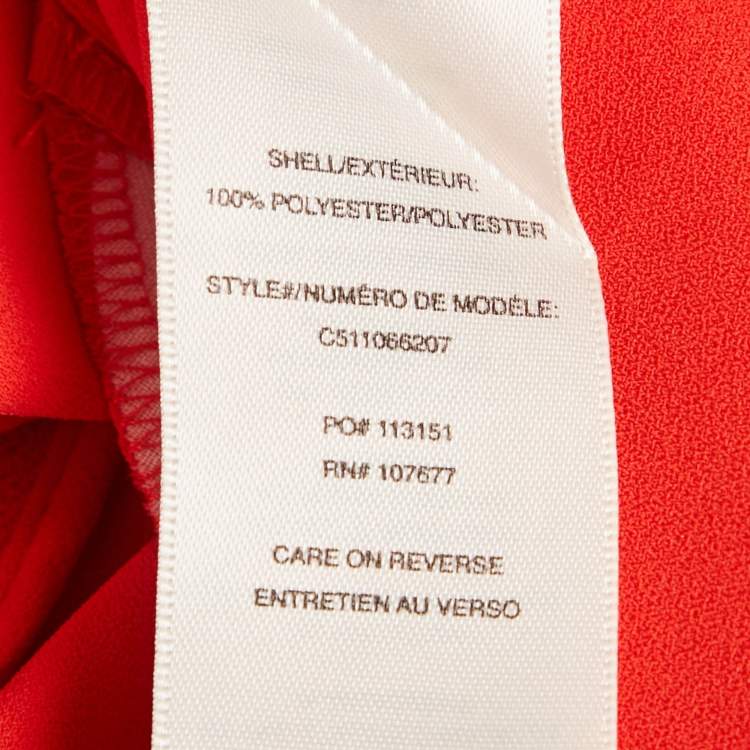 SHELL/EXTÉRIEUR:
100% POLYESTER/POLYESTER
STYLE#/NUMÉRO DE MODÈLE:
C511066207
PO# 113151
RN# 107677
CARE ON REVERSE
ENTRETIEN AU VERSO